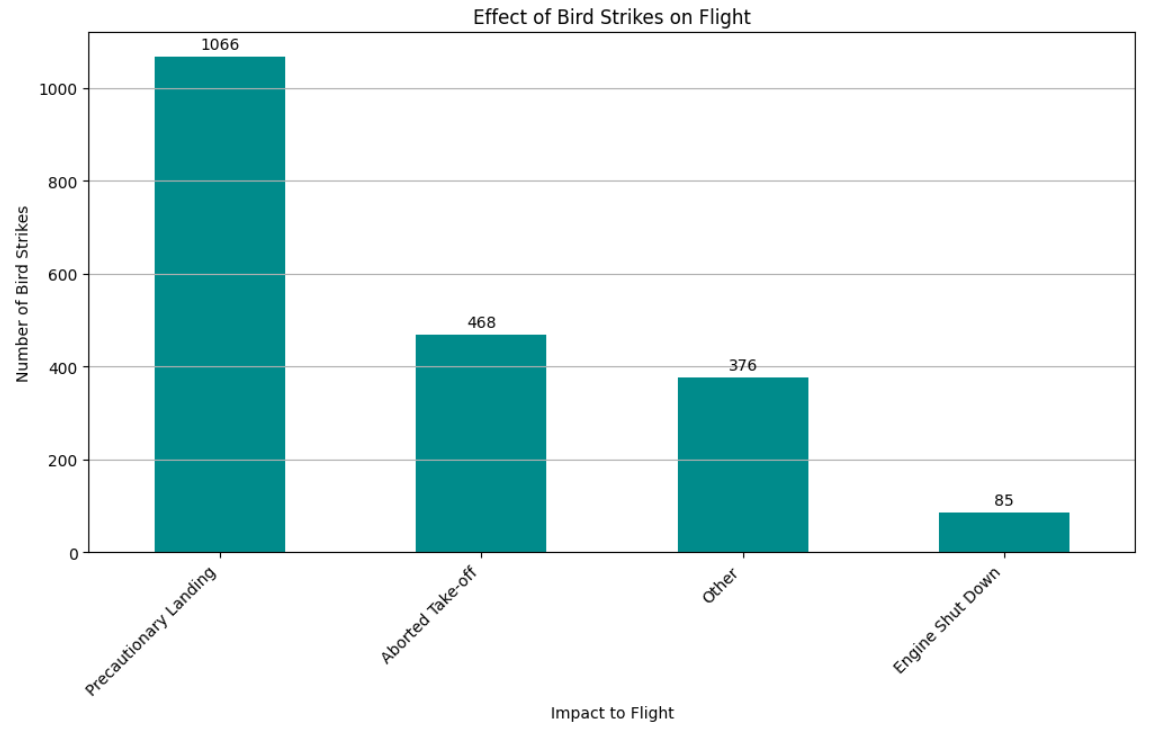 Effect of Bird Strikes on Flight
Number of Bird Strikes
1000
800
600
400
200
0
1066
468
376
85
Precautionary Landing
Aborted Take-off
Other
Engine Shut Down
Impact to Flight